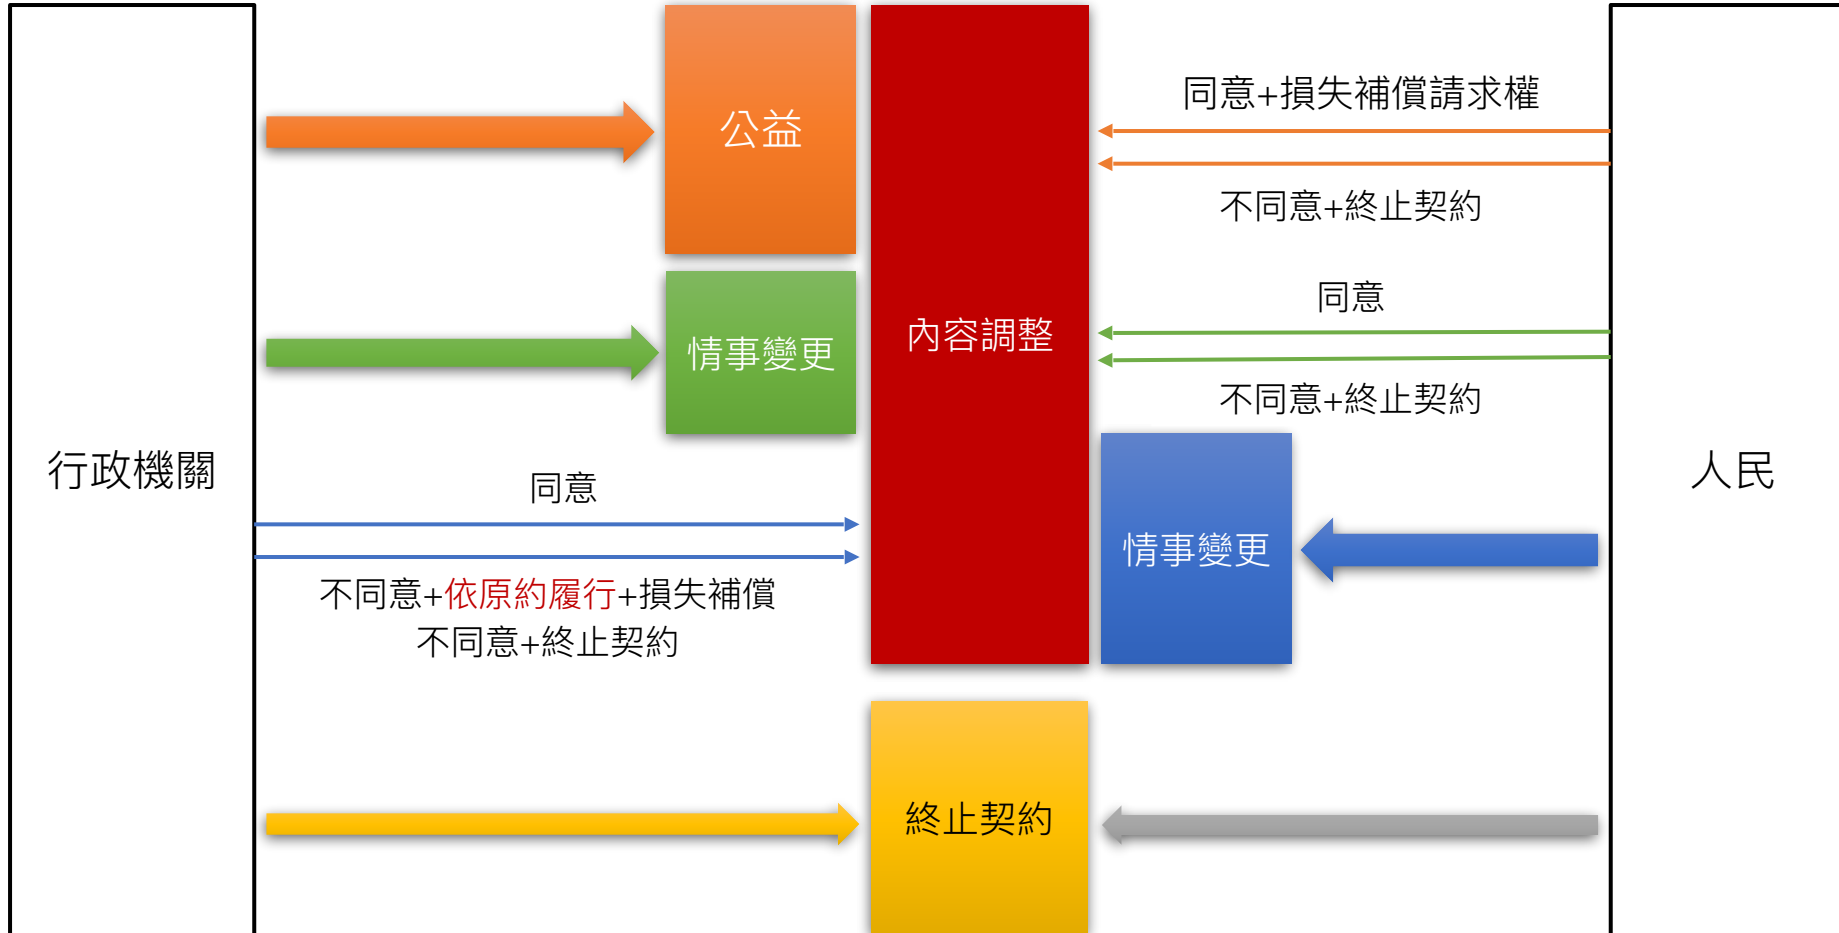 行政機關
公益
情事變更
同意
不同意+依原約履行+損失補償
不同意+終止契約
內容調整
終止契約
同意+損失補償請求權
不同意+終止契約
同意
不同意+終止契約
情事變更
人民